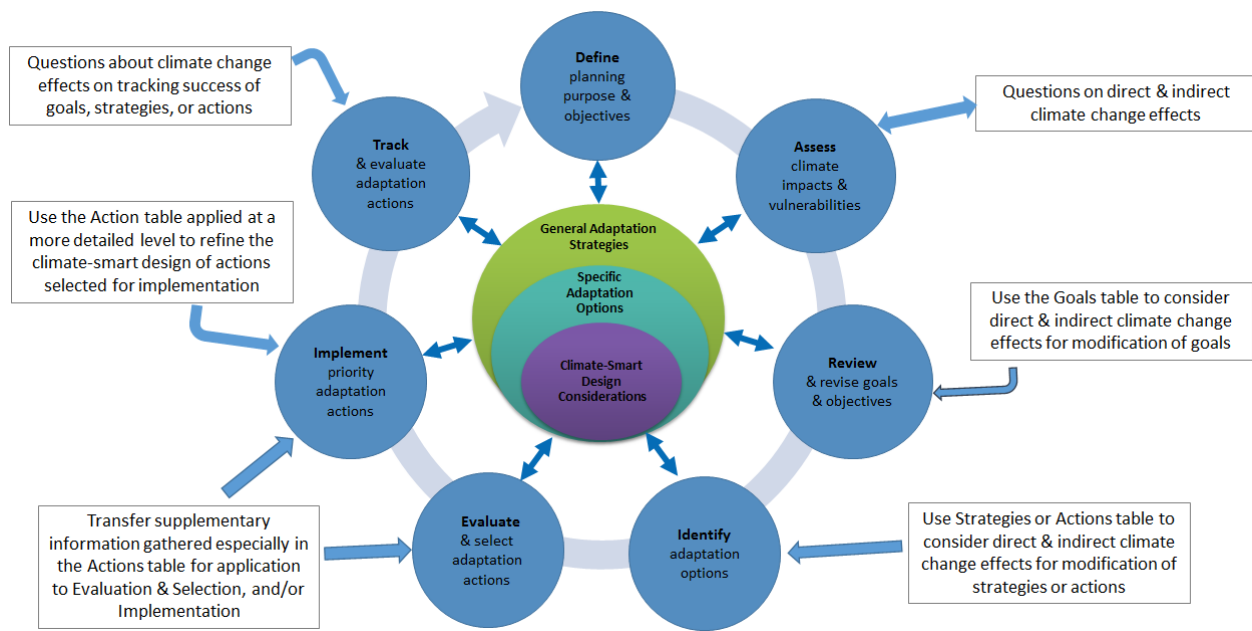 Define
planning
purpose &
objectives
Questions about climate change
effects on tracking success of
goals, strategies, or actions
Questions on direct & indirect
climate change effects
Track
& evaluate
adaptation
actions
Assess
climate
impacts &
vulnerabilities
Use the Action table applied at a
more detailed level to refine the
climate-smart design of actions
selected for implementation
General Adaptation
Strategies
Specific
Adaptation
Options
Climate-Smart
Design
Considerations
Use the Goals table to consider
direct & indirect climate change
effects for modification of goals
Implement
priority
adaptation
actions
Review
& revise goals
& objectives
Transfer supplementary
information gathered especially in
the Actions table for application
to Evaluation & Selection, and/or
Implementation
Evaluate
& select
adaptation
actions
Identify
adaptation
options
Use Strategies or Actions table to
consider direct & indirect climate
change effects for modification of
strategies or actions